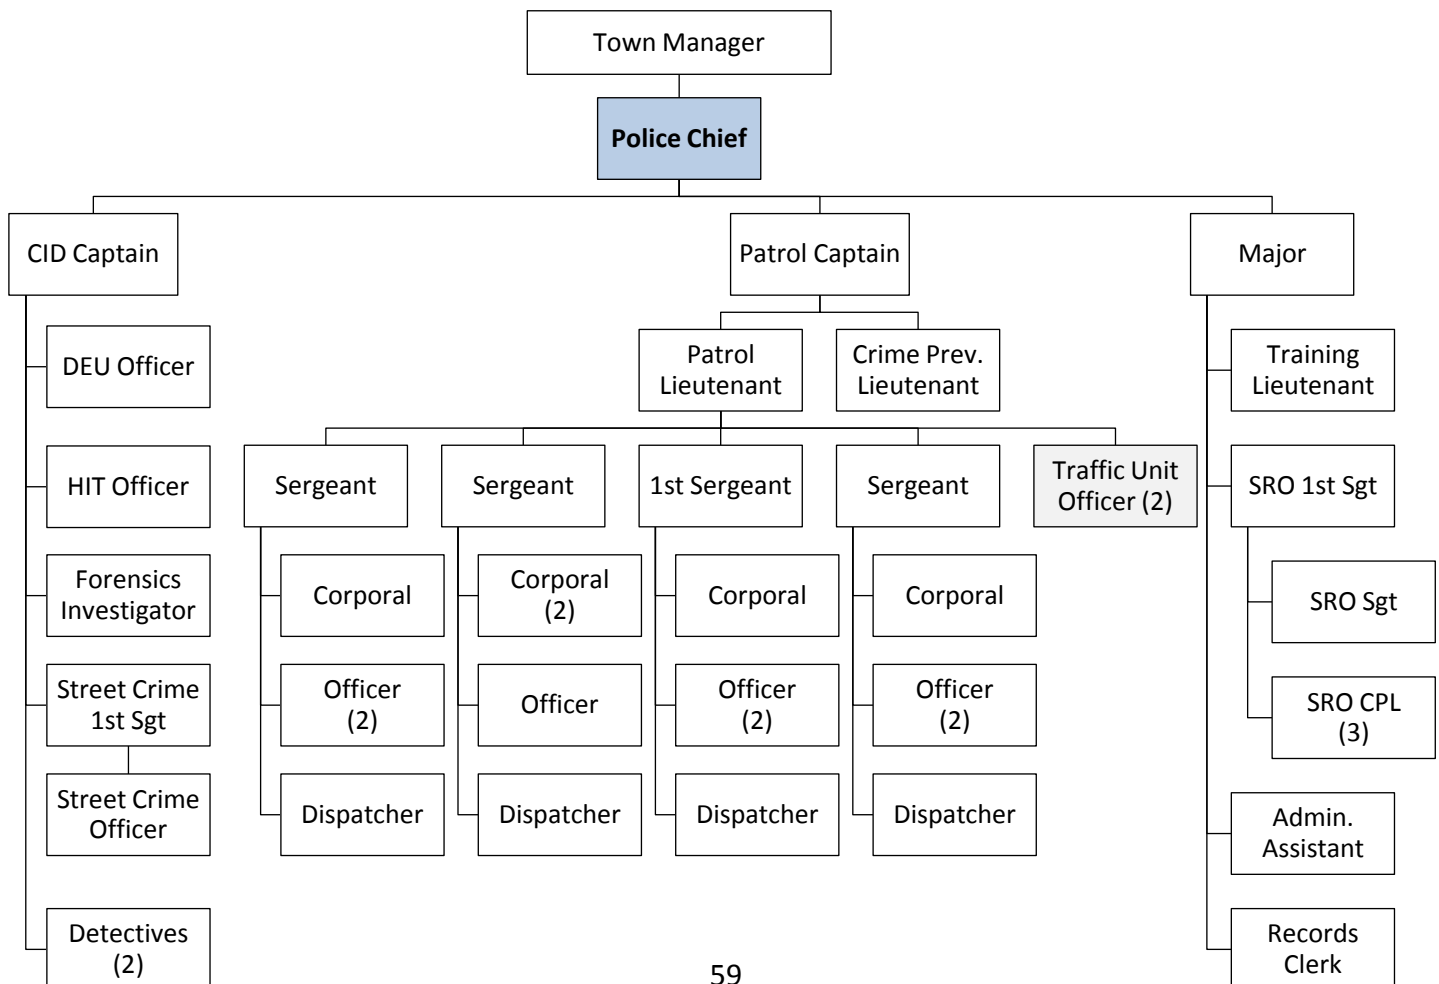 Town Manager
Police Chief
CID Captain
Patrol Captain
Major
DEU Officer
Patrol
Lieutenant
Crime Prev.
Lieutenant
Training
Lieutenant
HIT Officer
Sergeant
Sergeant
1st Sergeant
Sergeant
Traffic Unit
Officer (2)
SRO 1st Sgt
Forensics
Investigator
Corporal
Corporal
(2)
Corporal
Corporal
SRO Sgt
Street Crime
1st Sgt
Officer
(2)
Officer
Officer
(2)
Officer
(2)
SRO CPL
(3)
Street Crime
Officer
Dispatcher
Dispatcher
Dispatcher
Dispatcher
Admin.
Assistant
Detectives
(2)
Records
Clerk
59